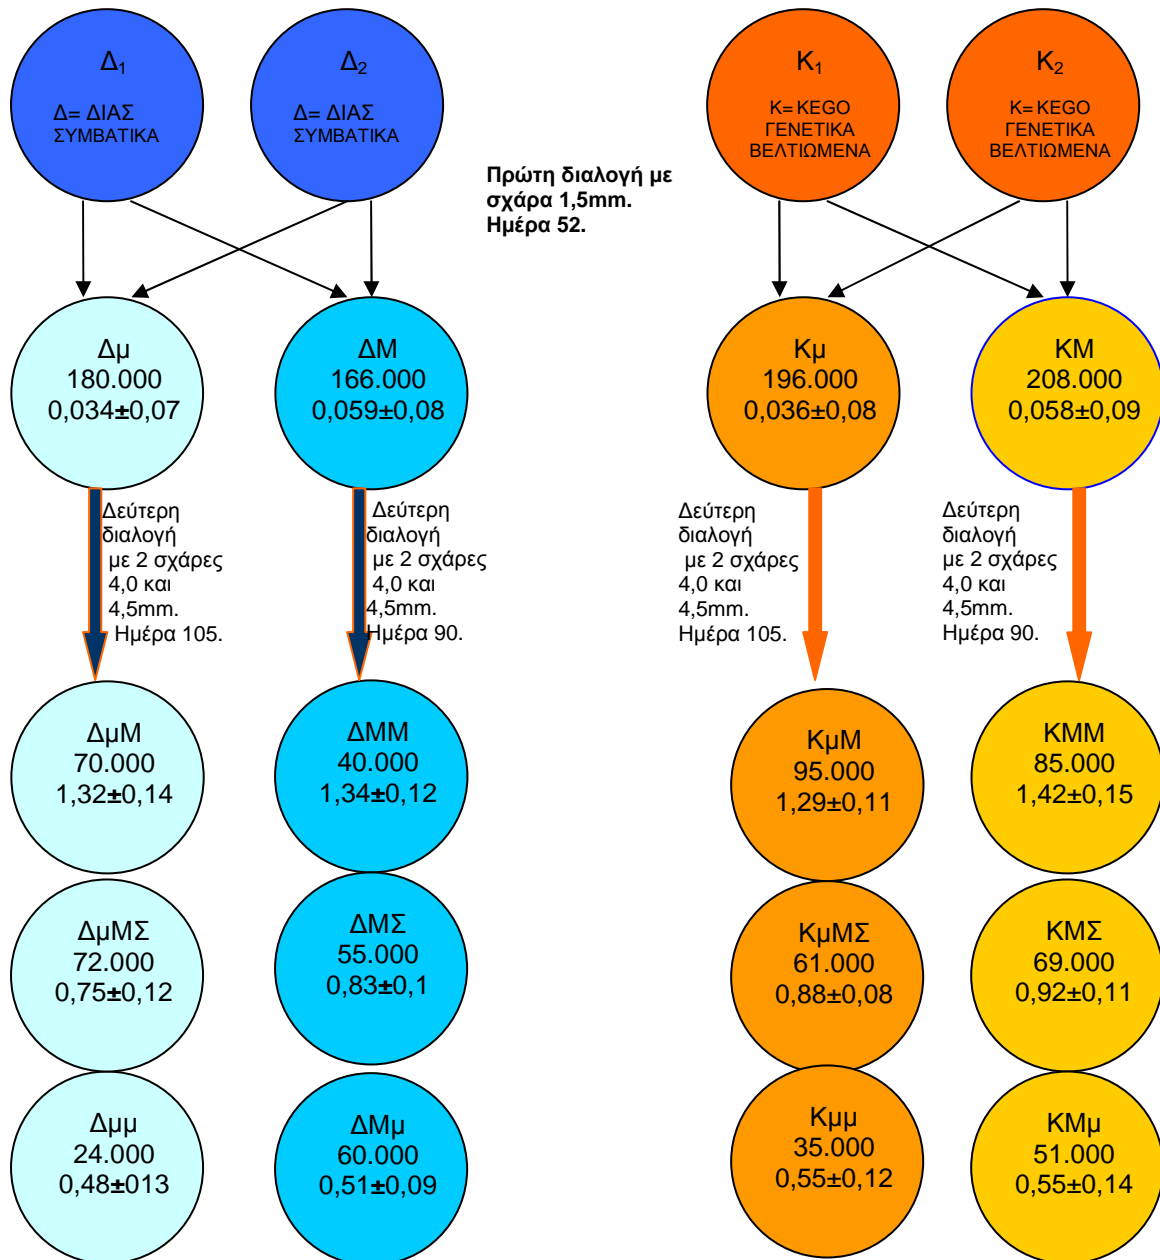 Δ1
Δ= ΔΙΑΣ
ΣΥΜΒΑΤΙΚΑ
Δ2
Δ= ΔΙΑΣ
ΣΥΜΒΑΤΙΚΑ
Πρώτη διαλογή με
σχάρα 1,5mm.
Ημέρα 52.
Κ1
Κ= KEGO
ΓΕΝΕΤΙΚΑ
ΒΕΛΤΙΩΜΕΝΑ
Κ2
Κ= KEGO
ΓΕΝΕΤΙΚΑ
ΒΕΛΤΙΩΜΕΝΑ
Δμ
180.000
0,034±0,07
ΔΜ
166.000
0,059±0,08
Κμ
196.000
0,036±0,08
ΚΜ
208.000
0,058±0,09
Δεύτερη
διαλογή
με 2 σχάρες
4,0 και
4,5mm.
Ημέρα 105.
Δεύτερη
διαλογή
με 2 σχάρες
4,0 και
4,5mm.
Ημέρα 90.
Δεύτερη
διαλογή
με 2 σχάρες
4,0 και
4,5mm.
Ημέρα 105.
Δεύτερη
διαλογή
με 2 σχάρες
4,0 και
4,5mm.
Ημέρα 90.
ΔμΜ
70.000
1,32±0,14
ΔΜΜ
40.000
1,34±0,12
ΚμΜ
95.000
1,29±0,11
ΚΜΜ
85.000
1,42±0,15
ΔμΜΣ
72.000
0,75±0,12
ΔΜΣ
55.000
0,83±0,1
ΚμΜΣ
61.000
0,88±0,08
ΚΜΣ
69.000
0,92±0,11
Δμμ
24.000
0,48±013
ΔΜμ
60.000
0,51±0,09
Κμμ
35.000
0,55±0,12
ΚΜμ
51.000
0,55±0,14